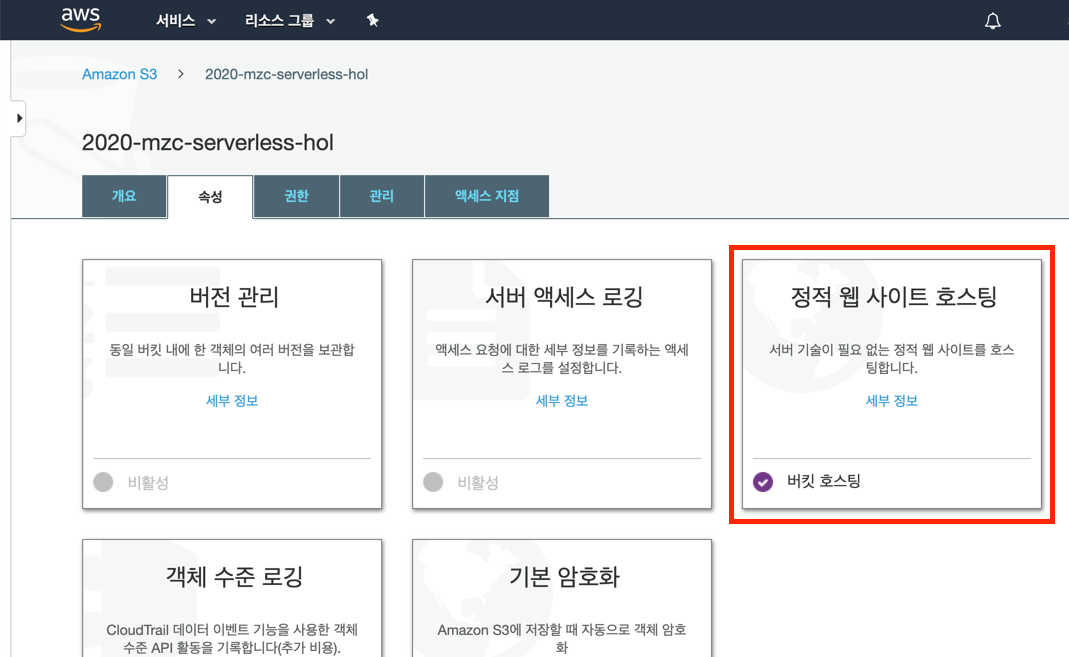 aws 서비스 리소스 그룹
Amazon S3 > 2020-mzc-serverless-hol
2020-mzc-serverless-hol
개요 속성 권한 관리 액세스 지점
버전 관리
동일 버킷 내에 한 객체의 여러 버전을 보관합
니다.
세부 정보
비활성
서버 액세스 로깅
액세스 요청에 대한 세부 정보를 기록하는 액세
스 로그를 설정합니다.
세부 정보
비활성
정적 웹 사이트 호스팅
서버 기술이 필요 없는 정적 웹 사이트를 호스
팅합니다.
세부 정보
버킷 호스팅
객체 수준 로깅
CloudTrail 데이터 이벤트 기능을 사용한 객체
수준 API 활동을 기록합니다(추가 비용).
기본 암호화
Amazon S3에 저장할 때 자동으로 객체 암호
화